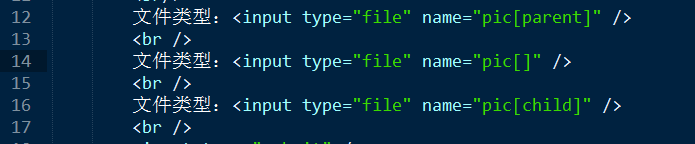 12 文件类型：<input type="file" name="pic[parent]" />
13 <br />
14 文件类型：<input type="file" name="pic[]" />
15 <br />
16 文件类型：<input type="file" name="pic[child]" />
17 <br />